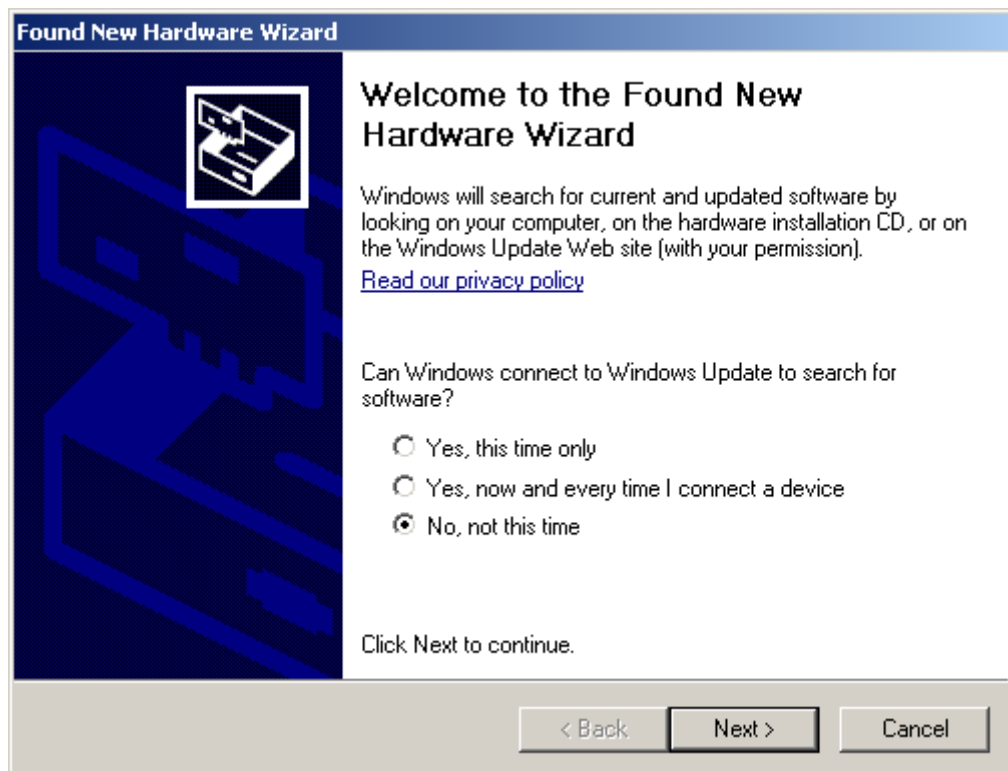 Found New Hardware Wizard
Welcome to the Found New
Hardware Wizard
Windows will search for current and updated software by
looking on your computer, on the hardware installation CD, or on
the Windows Update Web site (with your permission).
Read our privacy policy
Can Windows connect to Windows Update to search for
software?
Yes, this time only
Yes, now and every time I connect a device
No, not this time
Click Next to continue.
< Back Next > Cancel